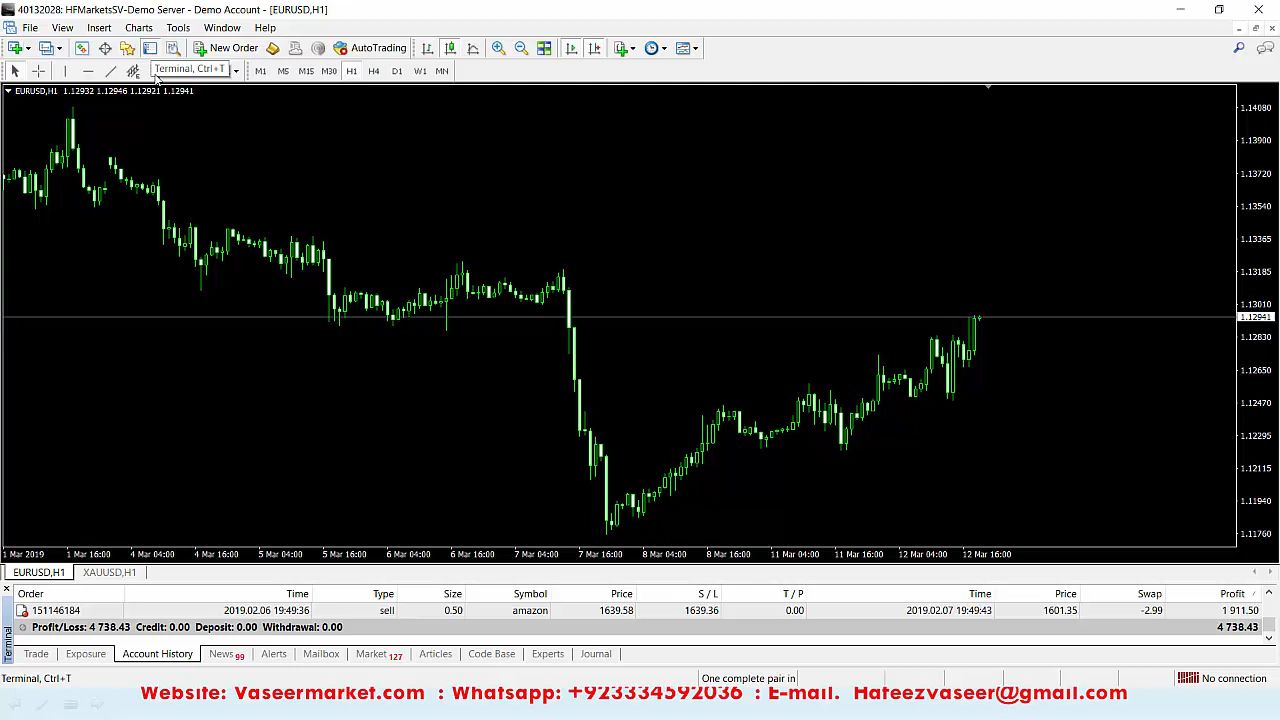 40132028: HFMarketsSV-Demo Server - Demo Account - [EURUSD,H1]
File View Insert Charts Tools Window Help
New Order AutoTrading
Terminal, Ctrl+T
M1 M5 M15 M30 H1 H4 D1 W1 MN
EURUSD,H1 1.12932 1.12946 1.12921 1.12941
1.14080
1.13900
1.13720
1.13540
1.13365
1.13185
1.13010
1.12941
1.12830
1.12650
1.12470
1.12295
1.12115
1.11940
1.11760
1 Mar 2019 1 Mar 16:00 4 Mar 04:00 4 Mar 16:00 5 Mar 04:00 5 Mar 16:00 6 Mar 04:00 6 Mar 16:00 7 Mar 04:00 7 Mar 16:00 8 Mar 04:00 8 Mar 16:00 11 Mar 04:00 11 Mar 16:00 12 Mar 04:00 12 Mar 16:00
EURUSD,H1 XAUUSD,H1
Order Time Type Size Symbol Price S / L T / P Time Price Swap Profit
151146184 2019.02.06 19:49:36 sell 0.50 amazon 1639.58 1639.36 0.00 2019.02.07 19:49:43 1601.35 -2.99 1 911.50
Profit/Loss: 4 738.43 Credit: 0.00 Deposit: 0.00 Withdrawal: 0.00 4 738.43
Terminal
Trade Exposure Account History News 99 Alerts Mailbox Market 127 Articles Code Base Experts Journal
Terminal, Ctrl+T One complete pair in No connection
Website: Vaseermarket.com : Whatsapp: +923334592036 : E-mail. Hafeezvaseer@gmail.com